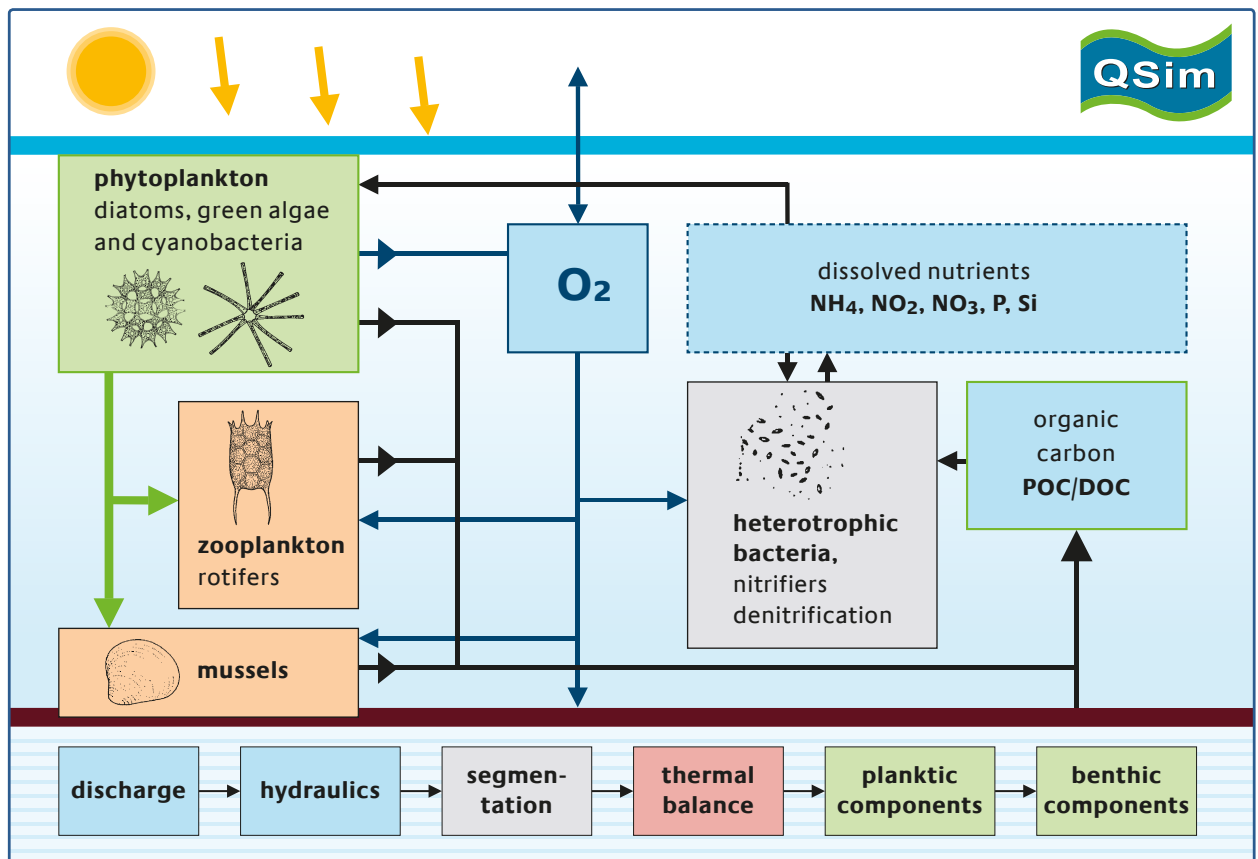 QSim
phytoplankton
diatoms, green algae
and cyanobacteria
O₂
dissolved nutrients
NH₄, NO₂, NO₃, P, Si
organic
carbon
POC/DOC
heterotrophic
bacteria,
nitrifiers
denitrification
zooplankton
rotifers
mussels
discharge
hydraulics
segmen-
tation
thermal
balance
planktic
components
benthic
components